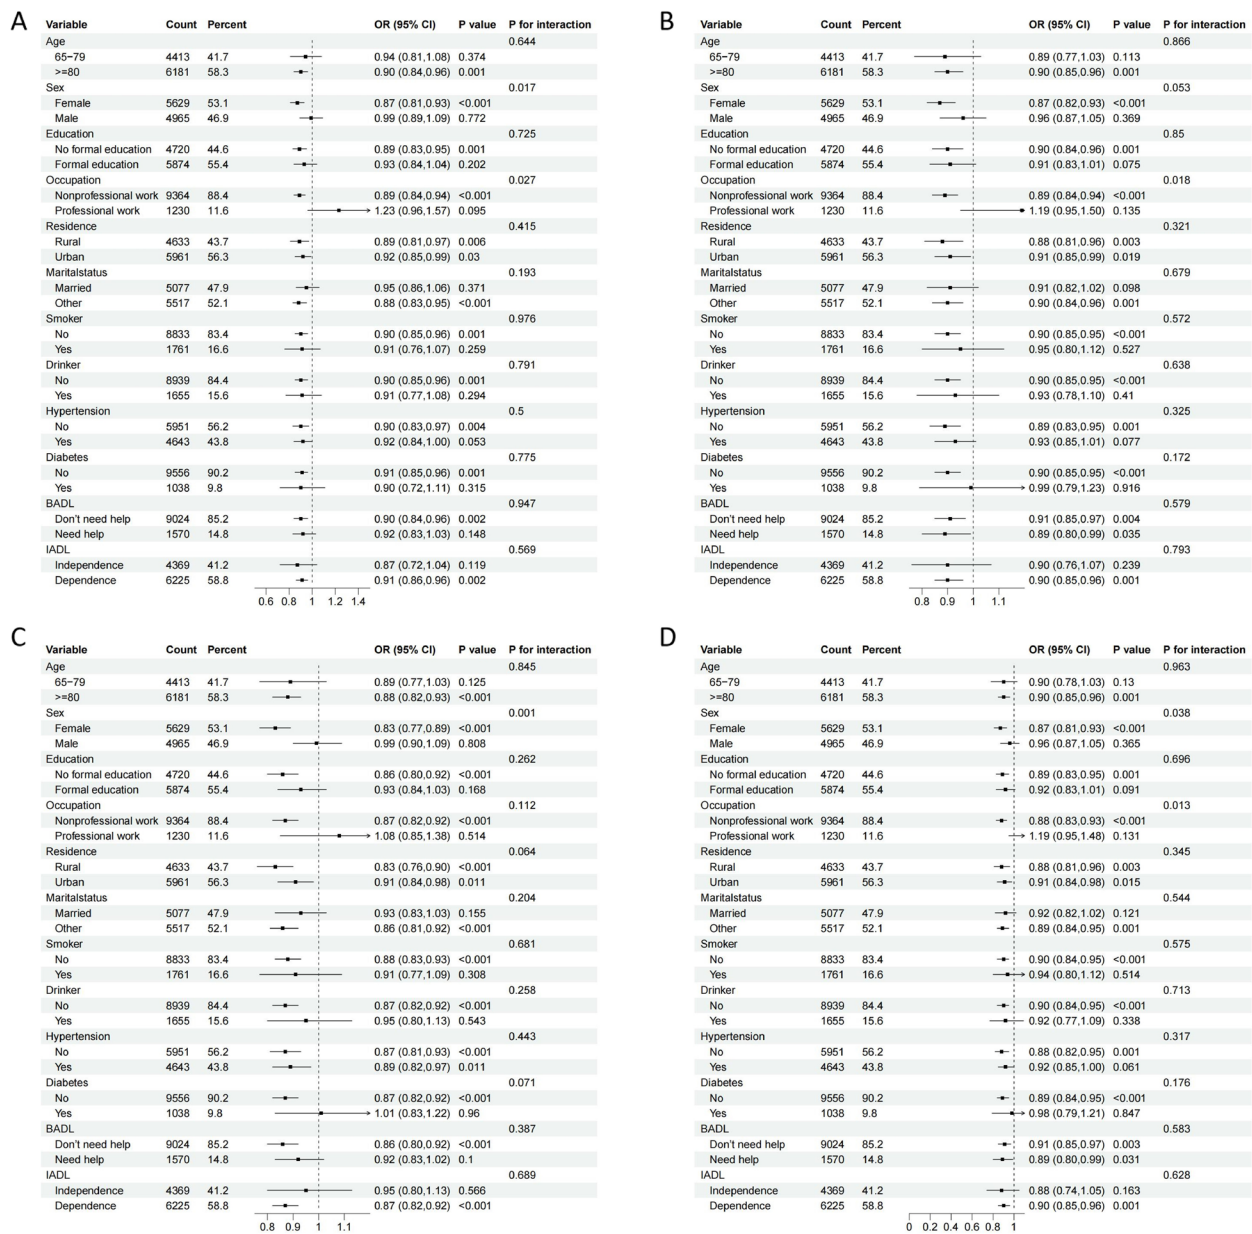 A
Variable Count Percent OR (95% CI) P value P for interaction
Age 0.644
65−79 4413 41.7 0.94 (0.81,1.08) 0.374
>=80 6181 58.3 0.90 (0.84,0.96) 0.001
Sex 0.017
Female 5629 53.1 0.87 (0.81,0.93) <0.001
Male 4965 46.9 0.99 (0.89,1.09) 0.772
Education 0.725
No formal education 4720 44.6 0.89 (0.83,0.95) 0.001
Formal education 5874 55.4 0.93 (0.84,1.04) 0.202
Occupation 0.027
Nonprofessional work 9364 88.4 0.89 (0.84,0.94) <0.001
Professional work 1230 11.6 1.23 (0.96,1.57) 0.095
Residence 0.415
Rural 4633 43.7 0.89 (0.81,0.97) 0.006
Urban 5961 56.3 0.92 (0.85,0.99) 0.03
Maritalstatus 0.193
Married 5077 47.9 0.95 (0.86,1.06) 0.371
Other 5517 52.1 0.88 (0.83,0.95) <0.001
Smoker 0.976
No 8833 83.4 0.90 (0.85,0.96) 0.001
Yes 1761 16.6 0.91 (0.76,1.07) 0.259
Drinker 0.791
No 8939 84.4 0.90 (0.85,0.96) 0.001
Yes 1655 15.6 0.91 (0.77,1.08) 0.294
Hypertension 0.5
No 5951 56.2 0.90 (0.83,0.97) 0.004
Yes 4643 43.8 0.92 (0.84,1.00) 0.053
Diabetes 0.775
No 9556 90.2 0.91 (0.85,0.96) 0.001
Yes 1038 9.8 0.90 (0.72,1.11) 0.315
BADL 0.947
Don't need help 9024 85.2 0.90 (0.84,0.96) 0.002
Need help 1570 14.8 0.92 (0.83,1.03) 0.148
IADL 0.569
Independence 4369 41.2 0.87 (0.72,1.04) 0.119
Dependence 6225 58.8 0.91 (0.86,0.96) 0.002
0.6 0.8 1 1.2 1.4
B
Variable Count Percent OR (95% CI) P value P for interaction
Age 0.866
65−79 4413 41.7 0.89 (0.77,1.03) 0.113
>=80 6181 58.3 0.90 (0.85,0.96) 0.001
Sex 0.053
Female 5629 53.1 0.87 (0.82,0.93) <0.001
Male 4965 46.9 0.96 (0.87,1.05) 0.369
Education 0.85
No formal education 4720 44.6 0.90 (0.84,0.96) 0.001
Formal education 5874 55.4 0.91 (0.83,1.01) 0.075
Occupation 0.018
Nonprofessional work 9364 88.4 0.89 (0.84,0.94) <0.001
Professional work 1230 11.6 1.19 (0.95,1.50) 0.135
Residence 0.321
Rural 4633 43.7 0.88 (0.81,0.96) 0.003
Urban 5961 56.3 0.91 (0.85,0.99) 0.019
Maritalstatus 0.679
Married 5077 47.9 0.91 (0.82,1.02) 0.098
Other 5517 52.1 0.90 (0.84,0.96) 0.001
Smoker 0.572
No 8833 83.4 0.90 (0.85,0.95) <0.001
Yes 1761 16.6 0.95 (0.80,1.12) 0.527
Drinker 0.638
No 8939 84.4 0.90 (0.85,0.95) <0.001
Yes 1655 15.6 0.93 (0.78,1.10) 0.41
Hypertension 0.325
No 5951 56.2 0.89 (0.83,0.95) 0.001
Yes 4643 43.8 0.93 (0.85,1.01) 0.077
Diabetes 0.172
No 9556 90.2 0.90 (0.85,0.95) <0.001
Yes 1038 9.8 0.99 (0.79,1.23) 0.916
BADL 0.579
Don't need help 9024 85.2 0.91 (0.85,0.97) 0.004
Need help 1570 14.8 0.89 (0.80,0.99) 0.035
IADL 0.793
Independence 4369 41.2 0.90 (0.76,1.07) 0.239
Dependence 6225 58.8 0.90 (0.85,0.96) 0.001
0.8 0.9 1 1.1
C
Variable Count Percent OR (95% CI) P value P for interaction
Age 0.845
65−79 4413 41.7 0.89 (0.77,1.03) 0.125
>=80 6181 58.3 0.88 (0.82,0.93) <0.001
Sex 0.001
Female 5629 53.1 0.83 (0.77,0.89) <0.001
Male 4965 46.9 0.99 (0.90,1.09) 0.808
Education 0.262
No formal education 4720 44.6 0.86 (0.80,0.92) <0.001
Formal education 5874 55.4 0.93 (0.84,1.03) 0.168
Occupation 0.112
Nonprofessional work 9364 88.4 0.87 (0.82,0.92) <0.001
Professional work 1230 11.6 1.08 (0.85,1.38) 0.514
Residence 0.064
Rural 4633 43.7 0.83 (0.76,0.90) <0.001
Urban 5961 56.3 0.91 (0.84,0.98) 0.011
Maritalstatus 0.204
Married 5077 47.9 0.93 (0.83,1.03) 0.155
Other 5517 52.1 0.86 (0.81,0.92) <0.001
Smoker 0.681
No 8833 83.4 0.88 (0.83,0.93) <0.001
Yes 1761 16.6 0.91 (0.77,1.09) 0.308
Drinker 0.258
No 8939 84.4 0.87 (0.82,0.92) <0.001
Yes 1655 15.6 0.95 (0.80,1.13) 0.543
Hypertension 0.443
No 5951 56.2 0.87 (0.81,0.93) <0.001
Yes 4643 43.8 0.89 (0.82,0.97) 0.011
Diabetes 0.071
No 9556 90.2 0.87 (0.82,0.92) <0.001
Yes 1038 9.8 1.01 (0.83,1.22) 0.96
BADL 0.387
Don't need help 9024 85.2 0.86 (0.80,0.92) <0.001
Need help 1570 14.8 0.92 (0.83,1.02) 0.1
IADL 0.689
Independence 4369 41.2 0.95 (0.80,1.13) 0.566
Dependence 6225 58.8 0.87 (0.82,0.92) <0.001
0.8 0.9 1 1.1
D
Variable Count Percent OR (95% CI) P value P for interaction
Age 0.963
65−79 4413 41.7 0.90 (0.78,1.03) 0.13
>=80 6181 58.3 0.90 (0.85,0.96) 0.001
Sex 0.038
Female 5629 53.1 0.87 (0.81,0.93) <0.001
Male 4965 46.9 0.96 (0.87,1.05) 0.365
Education 0.696
No formal education 4720 44.6 0.89 (0.83,0.95) 0.001
Formal education 5874 55.4 0.92 (0.83,1.01) 0.091
Occupation 0.013
Nonprofessional work 9364 88.4 0.88 (0.83,0.93) <0.001
Professional work 1230 11.6 1.19 (0.95,1.48) 0.131
Residence 0.345
Rural 4633 43.7 0.88 (0.81,0.96) 0.003
Urban 5961 56.3 0.91 (0.84,0.98) 0.015
Maritalstatus 0.544
Married 5077 47.9 0.92 (0.82,1.02) 0.121
Other 5517 52.1 0.89 (0.84,0.95) 0.001
Smoker 0.575
No 8833 83.4 0.90 (0.84,0.95) <0.001
Yes 1761 16.6 0.94 (0.80,1.12) 0.514
Drinker 0.713
No 8939 84.4 0.90 (0.84,0.95) <0.001
Yes 1655 15.6 0.92 (0.77,1.09) 0.338
Hypertension 0.317
No 5951 56.2 0.88 (0.82,0.95) 0.001
Yes 4643 43.8 0.92 (0.85,1.00) 0.061
Diabetes 0.176
No 9556 90.2 0.89 (0.84,0.95) <0.001
Yes 1038 9.8 0.98 (0.79,1.21) 0.847
BADL 0.583
Don't need help 9024 85.2 0.91 (0.85,0.97) 0.003
Need help 1570 14.8 0.89 (0.80,0.99) 0.031
IADL 0.628
Independence 4369 41.2 0.88 (0.74,1.05) 0.163
Dependence 6225 58.8 0.90 (0.85,0.96) 0.001
0 0.2 0.4 0.6 0.8 1